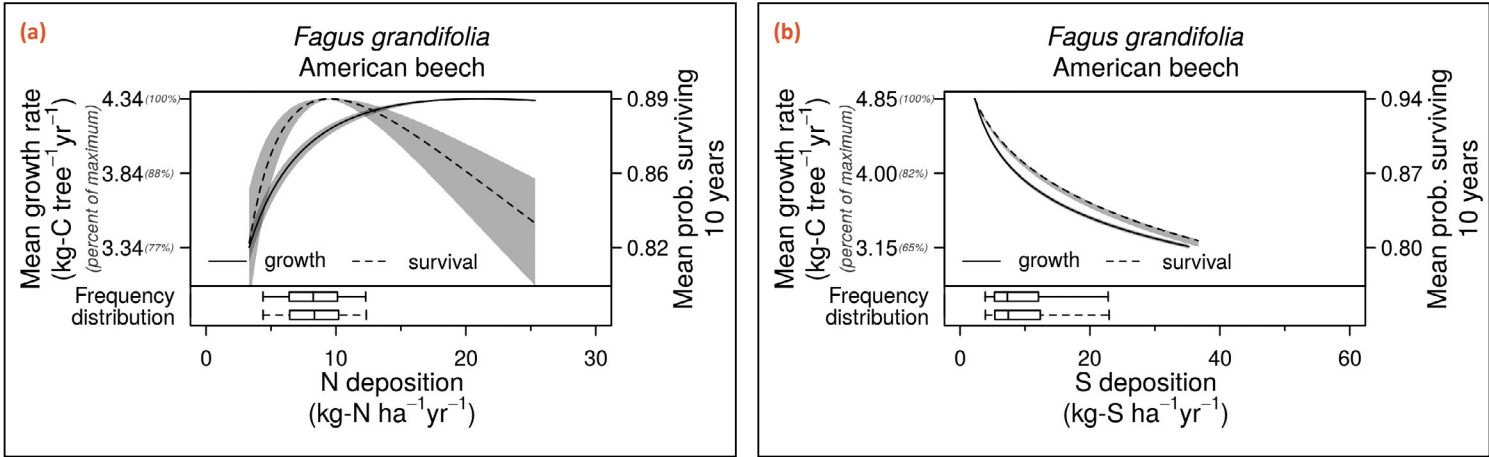 (a)
Fagus grandifolia
American beech
Mean growth rate
(kg-C tree⁻¹yr⁻¹)
(percent of maximum)
4.34 (100%)
3.84 (88%)
3.34 (77%)
0.89
0.86
0.82
Mean prob. surviving
10 years
growth
survival
Frequency
distribution
0 10 20 30
N deposition
(kg-N ha⁻¹yr⁻¹)
(b)
Fagus grandifolia
American beech
Mean growth rate
(kg-C tree⁻¹yr⁻¹)
(percent of maximum)
4.85 (100%)
4.00 (82%)
3.15 (65%)
0.94
0.87
0.80
Mean prob. surviving
10 years
growth
survival
Frequency
distribution
0 20 40 60
S deposition
(kg-S ha⁻¹yr⁻¹)